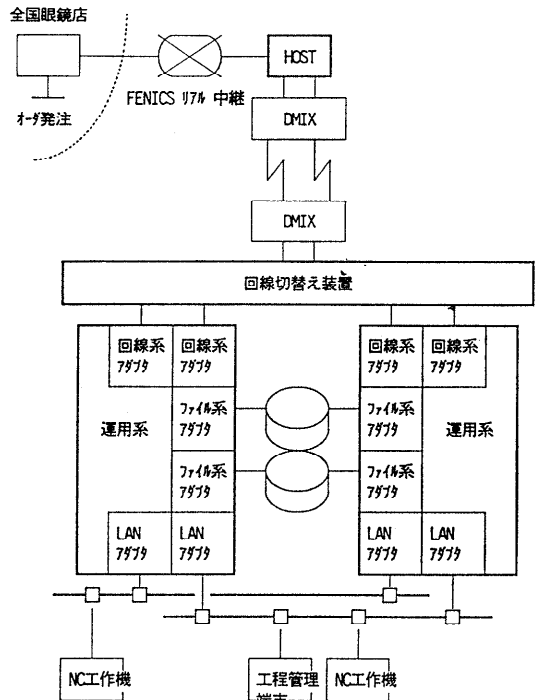 全国眼鏡店
ｵｰﾀﾞ発注
FENICS ﾘｱﾙ 中継
HOST
DMIX
DMIX
回線切替え装置
回線系
ｱﾀﾞﾌﾟﾀ
回線系
ｱﾀﾞﾌﾟﾀ
回線系
ｱﾀﾞﾌﾟﾀ
回線系
ｱﾀﾞﾌﾟﾀ
運用系
ﾌｧｲﾙ系
ｱﾀﾞﾌﾟﾀ
ﾌｧｲﾙ系
ｱﾀﾞﾌﾟﾀ
運用系
ﾌｧｲﾙ系
ｱﾀﾞﾌﾟﾀ
ﾌｧｲﾙ系
ｱﾀﾞﾌﾟﾀ
LAN
ｱﾀﾞﾌﾟﾀ
LAN
ｱﾀﾞﾌﾟﾀ
LAN
ｱﾀﾞﾌﾟﾀ
LAN
ｱﾀﾞﾌﾟﾀ
NC工作機
工程管理
端末
NC工作機